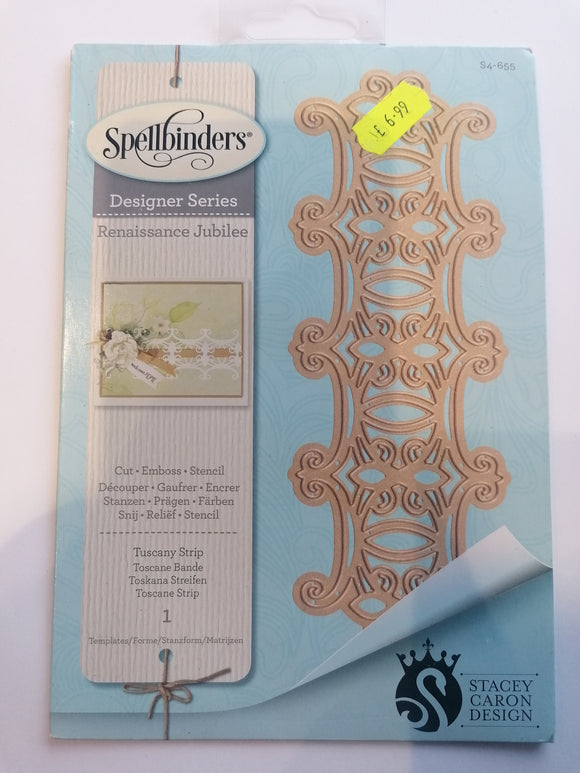 S4-655
£ 6.99
Spellbinders®
Designer Series
Renaissance Jubilee
Cut • Emboss • Stencil
Découper • Gaufrer • Encrer
Stanzen • Prägen • Färben
Snij • Reliëf • Stencil
Tuscany Strip
Toscane Bande
Toskana Streifen
Toscane Strip
1
Templates/Forme/Stanzform/Matrijzen
STACEY
CARON
DESIGN